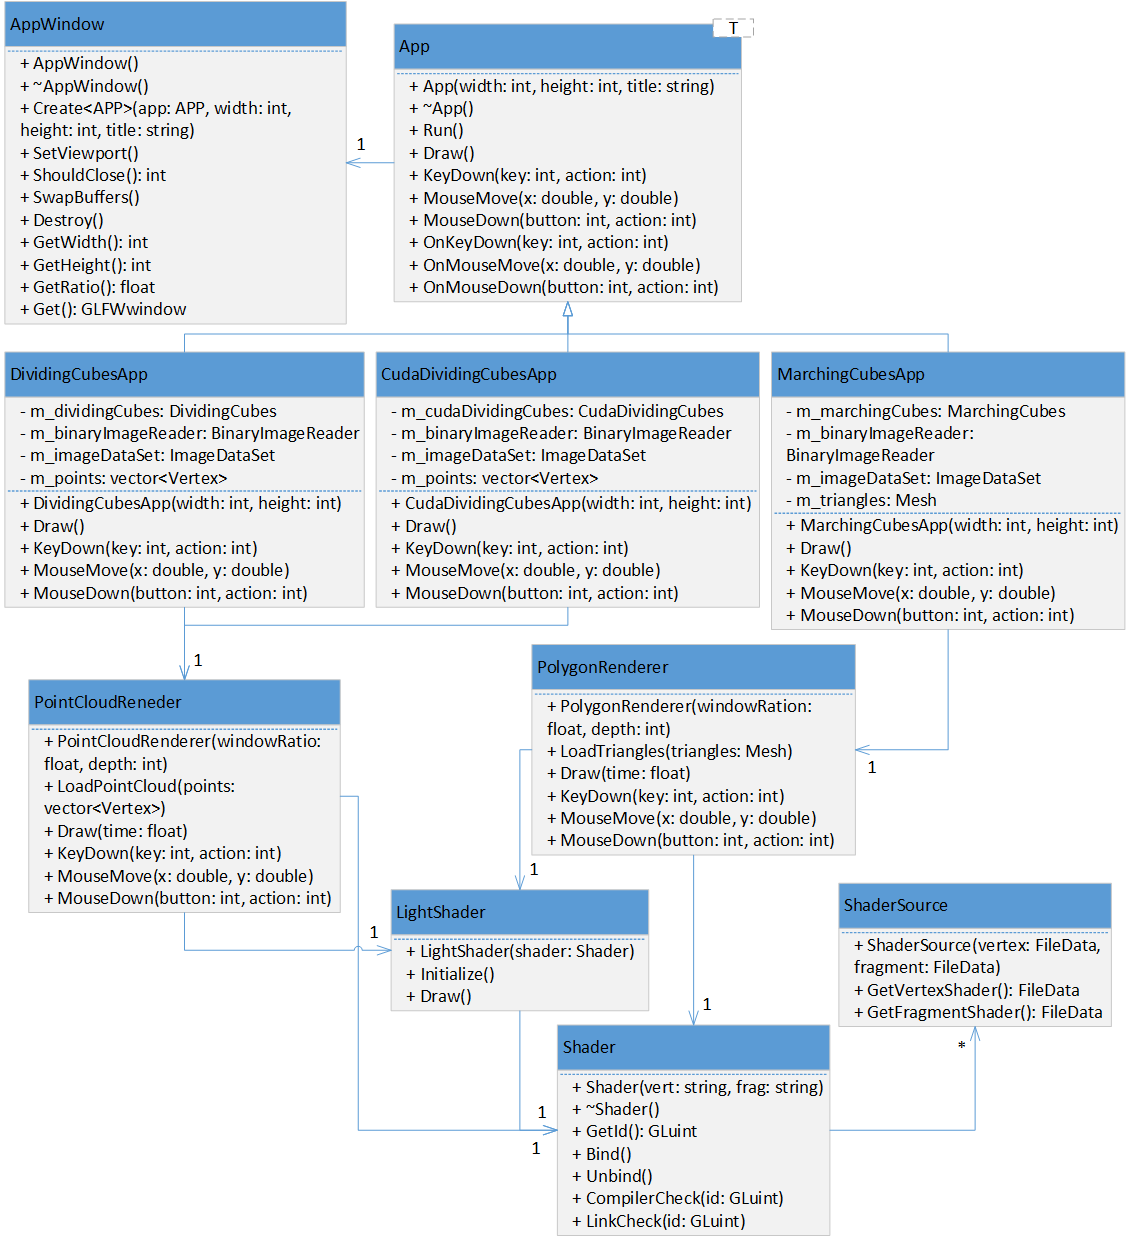 AppWindow
+ AppWindow()
+ ~AppWindow()
+ Create<APP>(app: APP, width: int,
height: int, title: string)
+ SetViewport()
+ ShouldClose(): int
+ SwapBuffers()
+ Destroy()
+ GetWidth(): int
+ GetHeight(): int
+ GetRatio(): float
+ Get(): GLFWwindow
1
T
App
+ App(width: int, height: int, title: string)
+ ~App()
+ Run()
+ Draw()
+ KeyDown(key: int, action: int)
+ MouseMove(x: double, y: double)
+ MouseDown(button: int, action: int)
+ OnKeyDown(key: int, action: int)
+ OnMouseMove(x: double, y: double)
+ OnMouseDown(button: int, action: int)
DividingCubesApp
- m_dividingCubes: DividingCubes
- m_binaryImageReader: BinaryImageReader
- m_imageDataSet: ImageDataSet
- m_points: vector<Vertex>
+ DividingCubesApp(width: int, height: int)
+ Draw()
+ KeyDown(key: int, action: int)
+ MouseMove(x: double, y: double)
+ MouseDown(button: int, action: int)
CudaDividingCubesApp
- m_cudaDividingCubes: CudaDividingCubes
- m_binaryImageReader: BinaryImageReader
- m_imageDataSet: ImageDataSet
- m_points: vector<Vertex>
+ CudaDividingCubesApp(width: int, height: int)
+ Draw()
+ KeyDown(key: int, action: int)
+ MouseMove(x: double, y: double)
+ MouseDown(button: int, action: int)
MarchingCubesApp
- m_marchingCubes: MarchingCubes
- m_binaryImageReader:
BinaryImageReader
- m_imageDataSet: ImageDataSet
- m_triangles: Mesh
+ MarchingCubesApp(width: int, height: int)
+ Draw()
+ KeyDown(key: int, action: int)
+ MouseMove(x: double, y: double)
+ MouseDown(button: int, action: int)
1
PointCloudReneder
+ PointCloudRenderer(windowRatio:
float, depth: int)
+ LoadPointCloud(points:
vector<Vertex>)
+ Draw(time: float)
+ KeyDown(key: int, action: int)
+ MouseMove(x: double, y: double)
+ MouseDown(button: int, action: int)
PolygonRenderer
+ PolygonRenderer(windowRation:
float, depth: int)
+ LoadTriangles(triangles: Mesh)
+ Draw(time: float)
+ KeyDown(key: int, action: int)
+ MouseMove(x: double, y: double)
+ MouseDown(button: int, action: int)
1
1
1
LightShader
+ LightShader(shader: Shader)
+ Initialize()
+ Draw()
ShaderSource
+ ShaderSource(vertex: FileData,
fragment: FileData)
+ GetVertexShader(): FileData
+ GetFragmentShader(): FileData
1
*
1
1
Shader
+ Shader(vert: string, frag: string)
+ ~Shader()
+ GetId(): GLuint
+ Bind()
+ Unbind()
+ CompilerCheck(id: GLuint)
+ LinkCheck(id: GLuint)